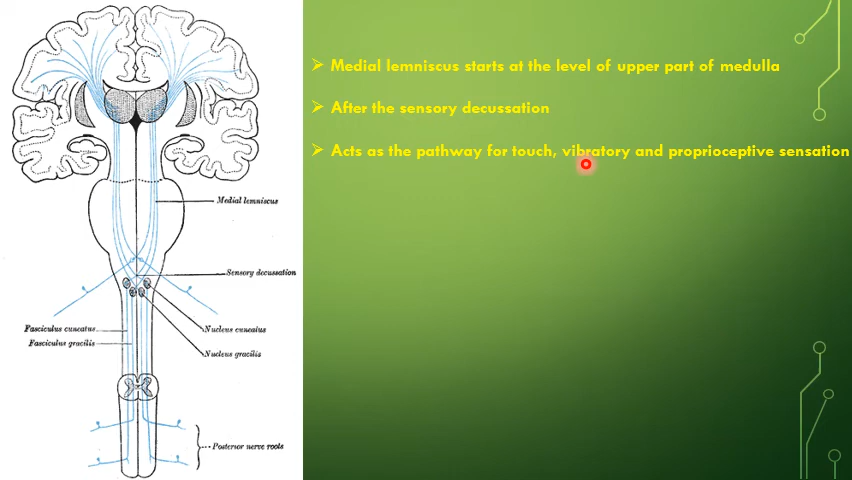 Medial lemniscus starts at the level of upper part of medulla
After the sensory decussation
Acts as the pathway for touch, vibratory and proprioceptive sensation
Medial lemniscus
Sensory decussation
Fasciculus cuneatus
Nucleus cuneatus
Fasciculus gracilis
Nucleus gracilis
Posterior nerve roots